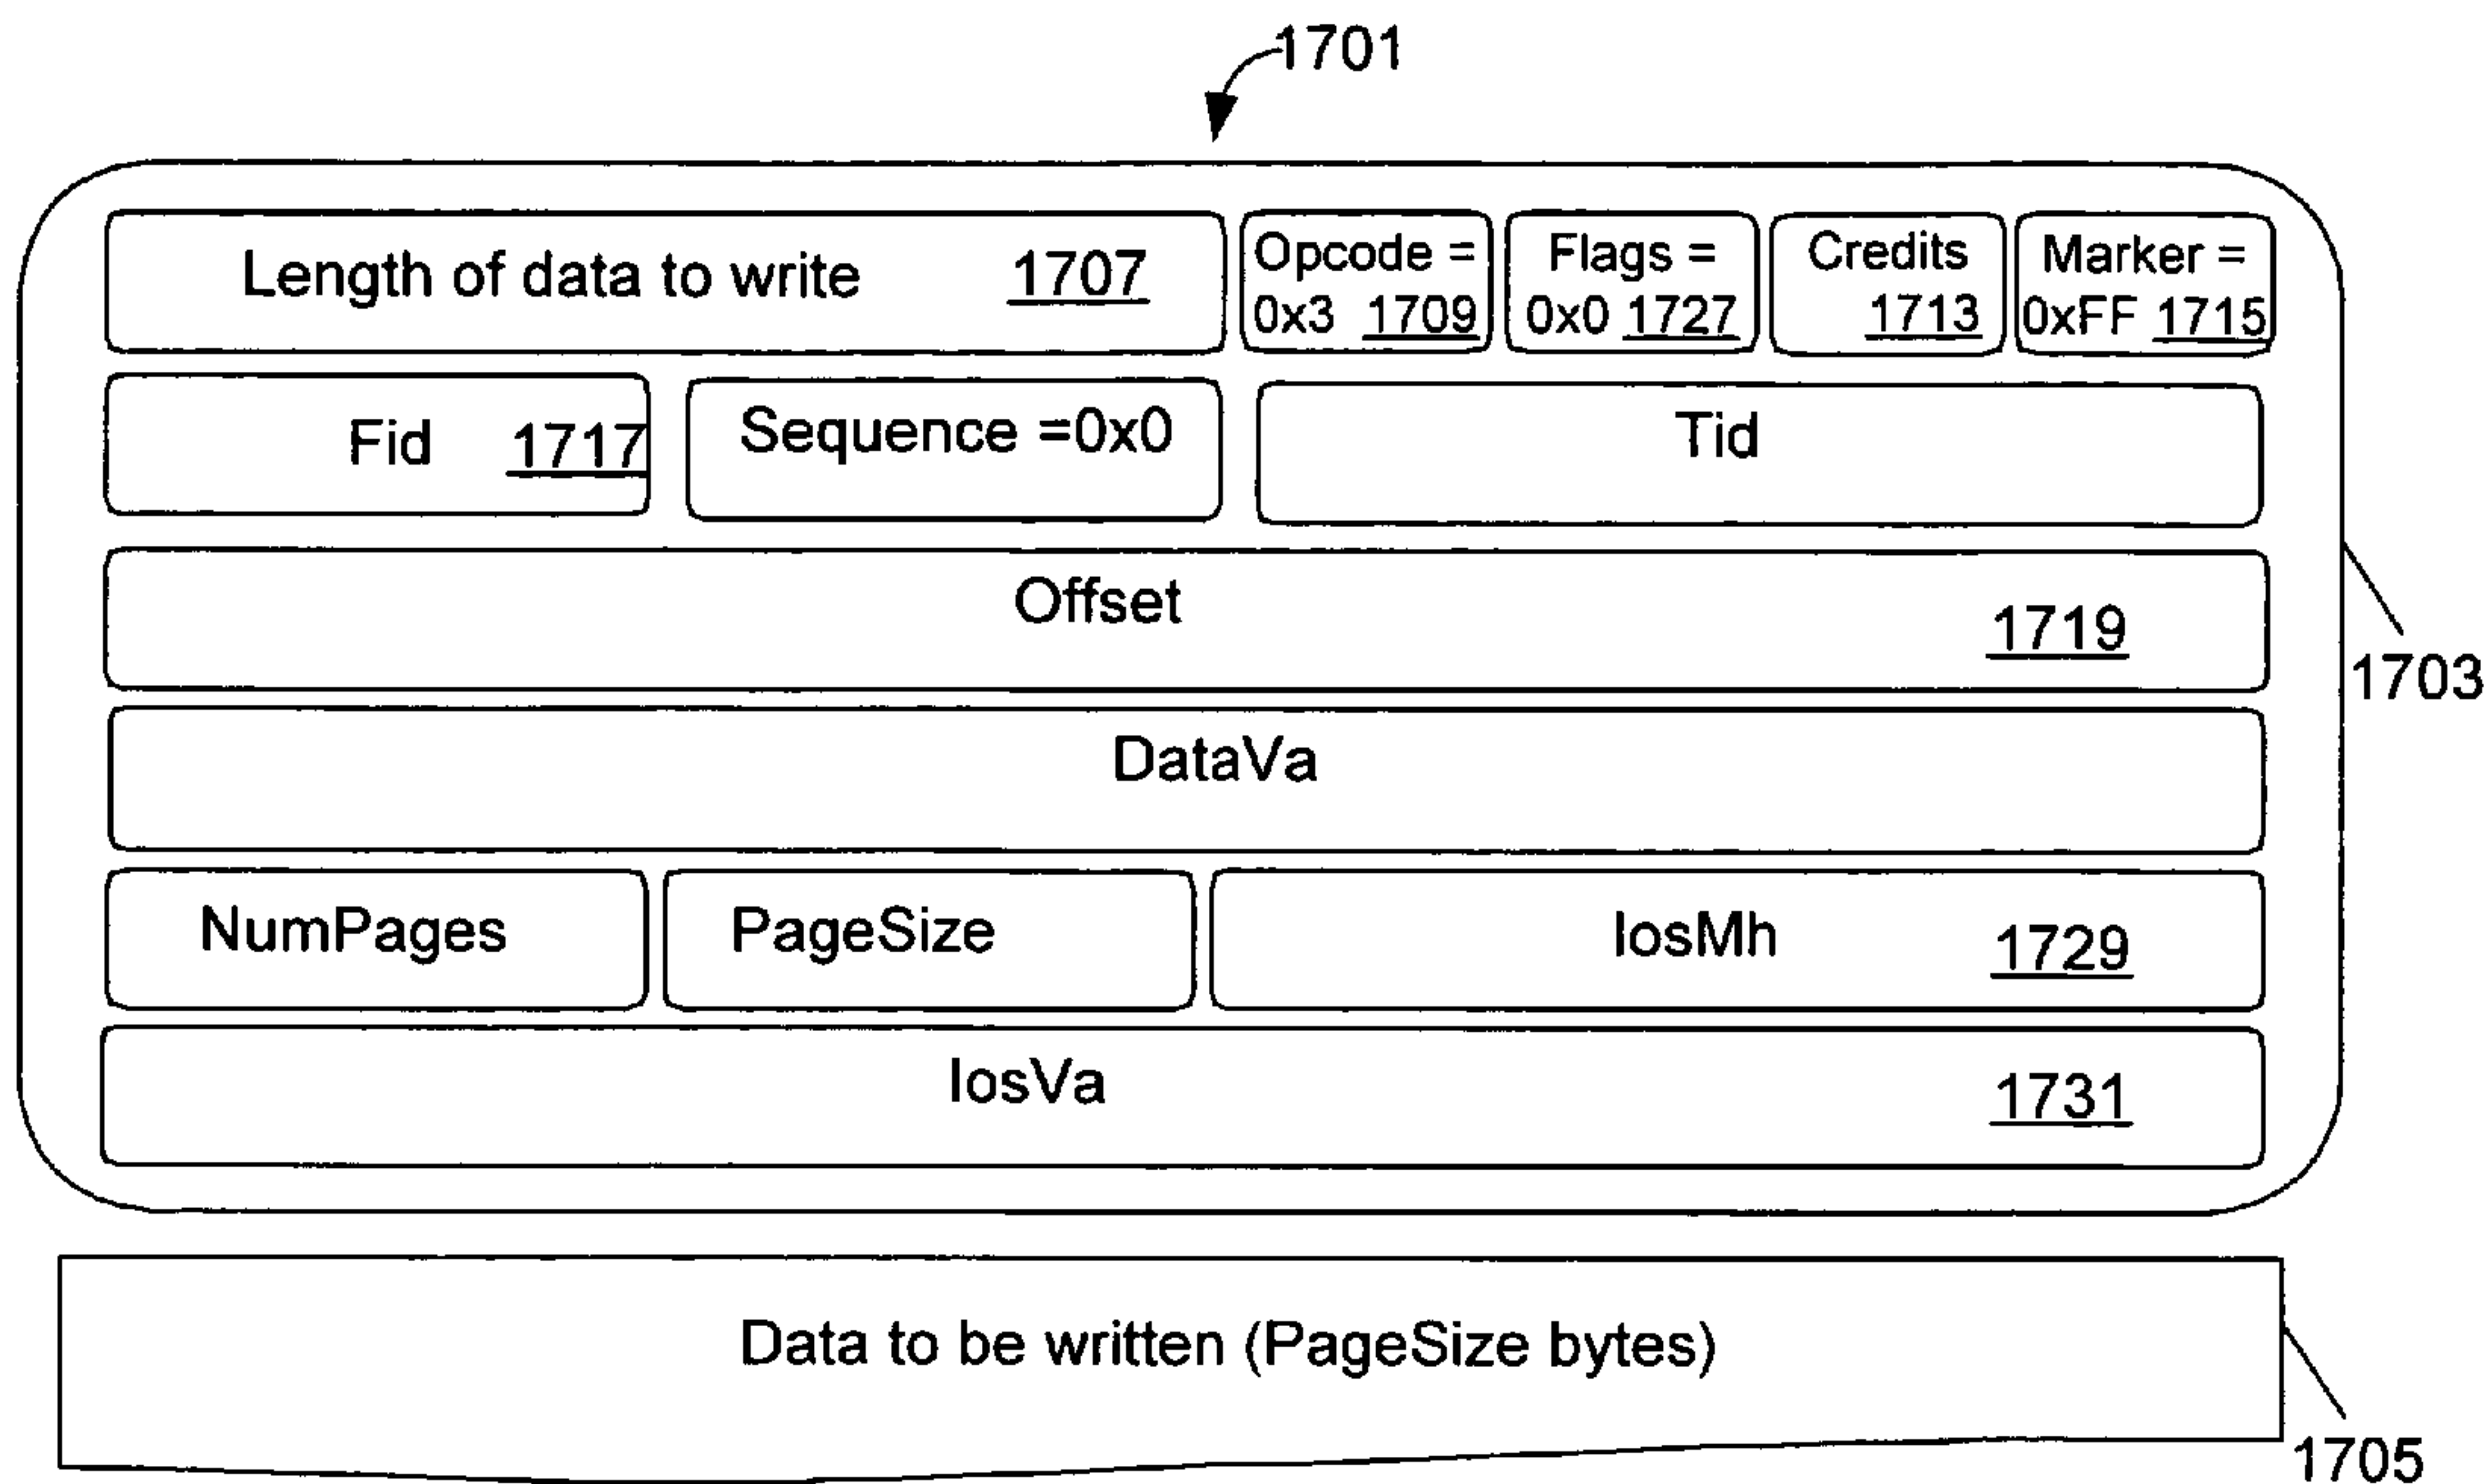 1701
Length of data to write 1707
Opcode =
0x3 1709
Flags =
0x0 1727
Credits
1713
Marker =
0xFF 1715
Fid 1717
Sequence =0x0
Tid
Offset
1719
1703
DataVa
NumPages
PageSize
IosMh 1729
IosVa
1731
Data to be written (PageSize bytes)
1705